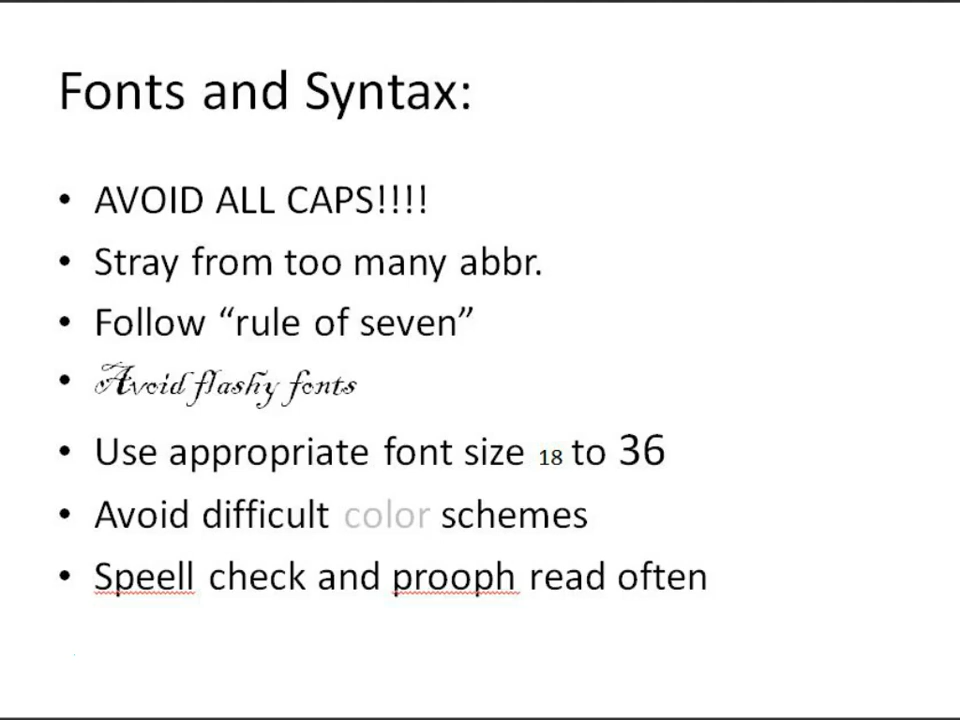 Fonts and Syntax:
• AVOID ALL CAPS!!!!
• Stray from too many abbr.
• Follow “rule of seven”
• Avoid flashy fonts
• Use appropriate font size 18 to 36
• Avoid difficult color schemes
• Speell check and prooph read often